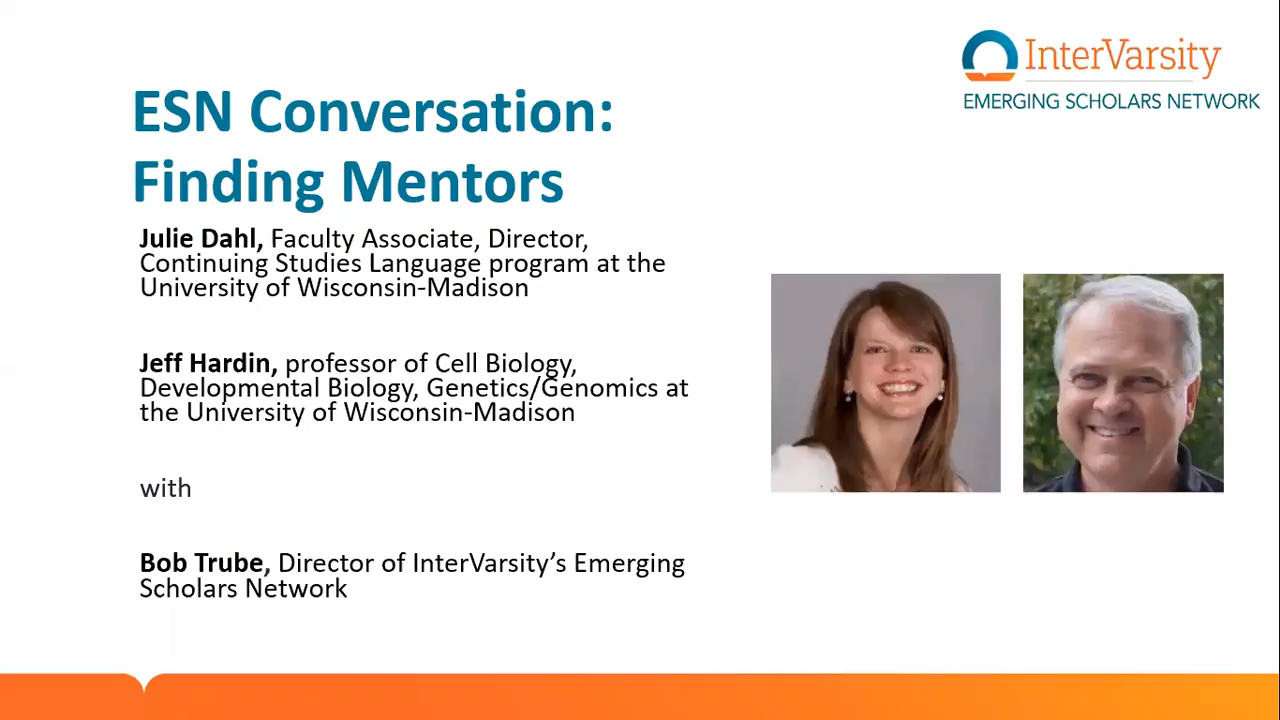 InterVarsity
EMERGING SCHOLARS NETWORK
ESN Conversation:
Finding Mentors
Julie Dahl, Faculty Associate, Director,
Continuing Studies Language program at the
University of Wisconsin-Madison
Jeff Hardin, professor of Cell Biology,
Developmental Biology, Genetics/Genomics at
the University of Wisconsin-Madison
with
Bob Trube, Director of InterVarsity’s Emerging
Scholars Network